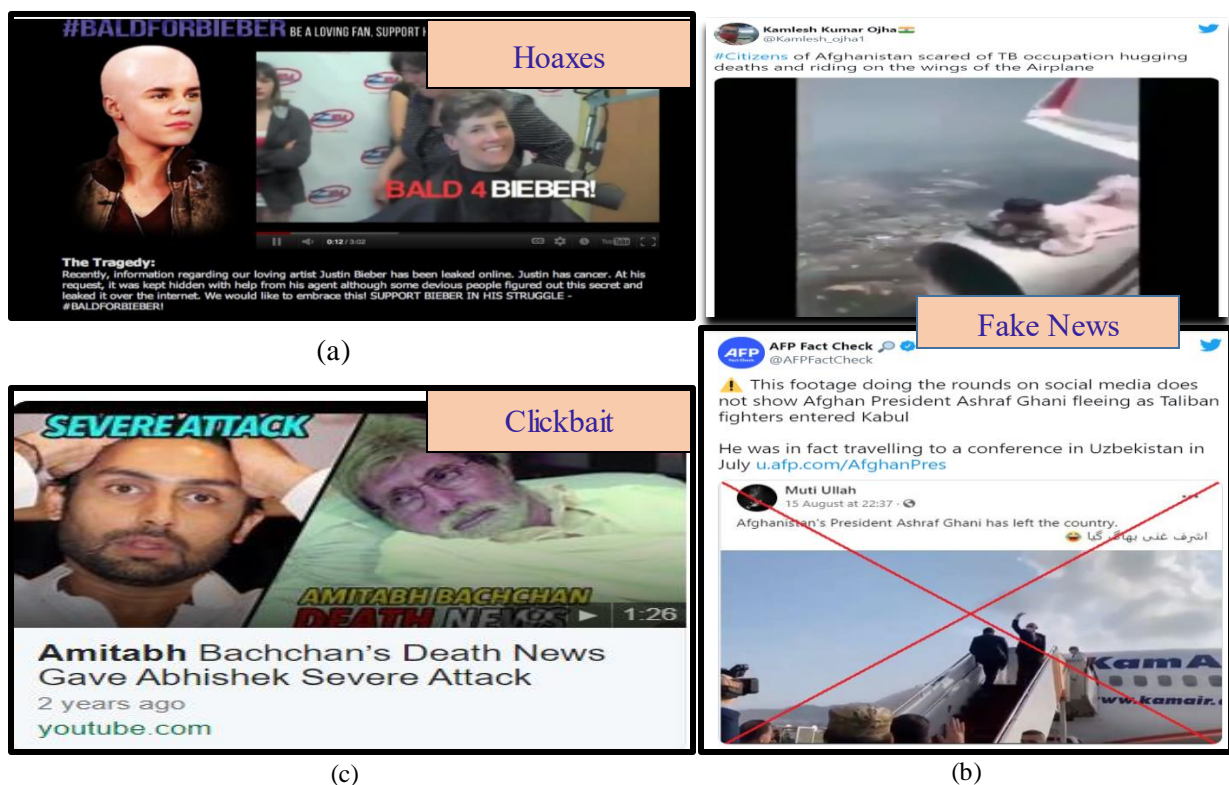 #BALDFORBIEBER BE A LOVING FAN, SUPPORT
Hoaxes
BALD 4 BIEBER!
0:12 / 3:02
The Tragedy:
Recently, information regarding our loving artist Justin Bieber has been leaked online. Justin has cancer. At his
request, it was kept hidden with help from his agent although some devious people figured out this secret and
leaked it over the internet. We would like to embrace this! SUPPORT BIEBER IN HIS STRUGGLE -
#BALDFORBIEBER!
(a)
SEVERE ATTACK
Clickbait
AMITABH BACHCHAN
DEATH NEWS
1:26
Amitabh Bachchan's Death News
Gave Abhishek Severe Attack
2 years ago
youtube.com
(c)
Kamlesh Kumar Ojha
@Kamlesh_ojha1
#Citizens of Afghanistan scared of TB occupation hugging
deaths and riding on the wings of the Airplane
Fake News
AFP
AFP Fact Check
@AFPFactCheck
This footage doing the rounds on social media does
not show Afghan President Ashraf Ghani fleeing as Taliban
fighters entered Kabul
He was in fact travelling to a conference in Uzbekistan in
July u.afp.com/AfghanPres
Muti Ullah
15 August at 22:37
Afghanistan's President Ashraf Ghani has left the country.
اشرف غنی بھاگ گیا
Kam A
www.kamair.
(b)